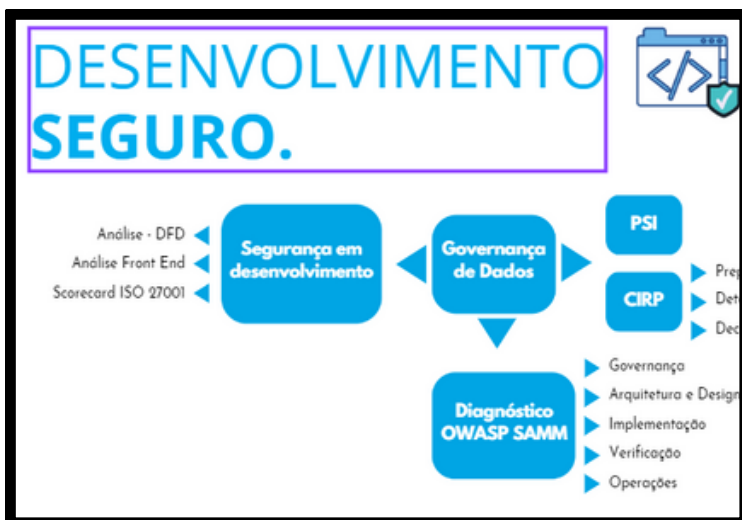 DESENVOLVIMENTO
SEGURO.
Análise - DFD
Análise Front End
Scorecard ISO 27001
Segurança em
desenvolvimento
Governança
de Dados
PSI
CIRP
Diagnóstico
OWASP SAMM
Governança
Arquitetura e Design
Implementação
Verificação
Operações